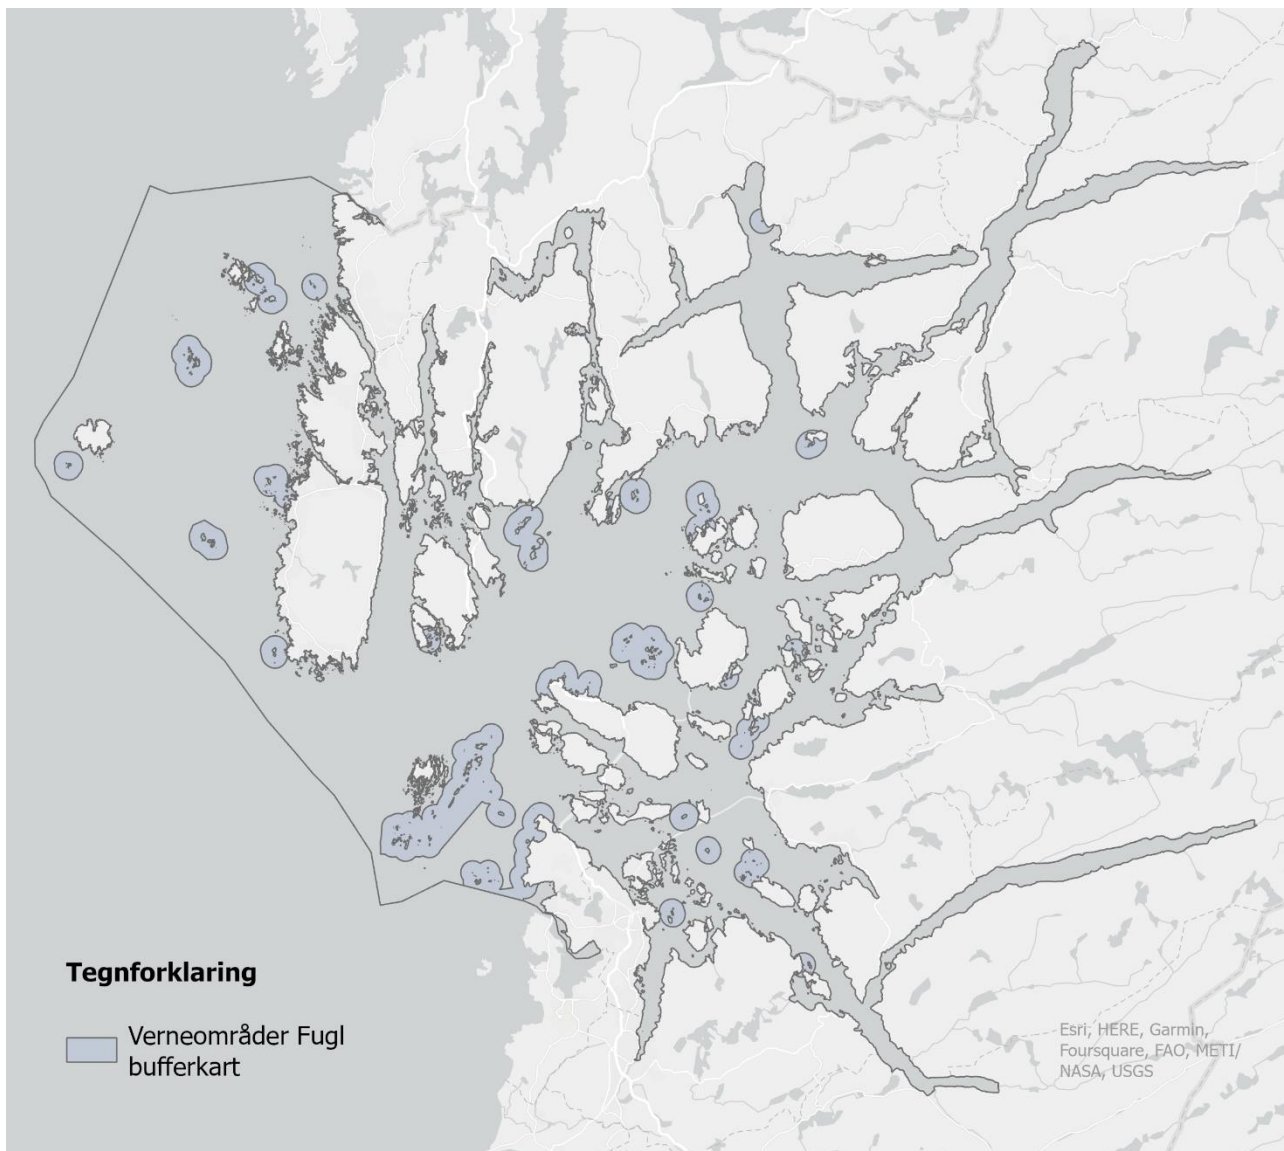 Tegnforklaring
Verneområder Fugl
bufferkart
Esri, HERE, Garmin,
Foursquare, FAO, METI/
NASA, USGS